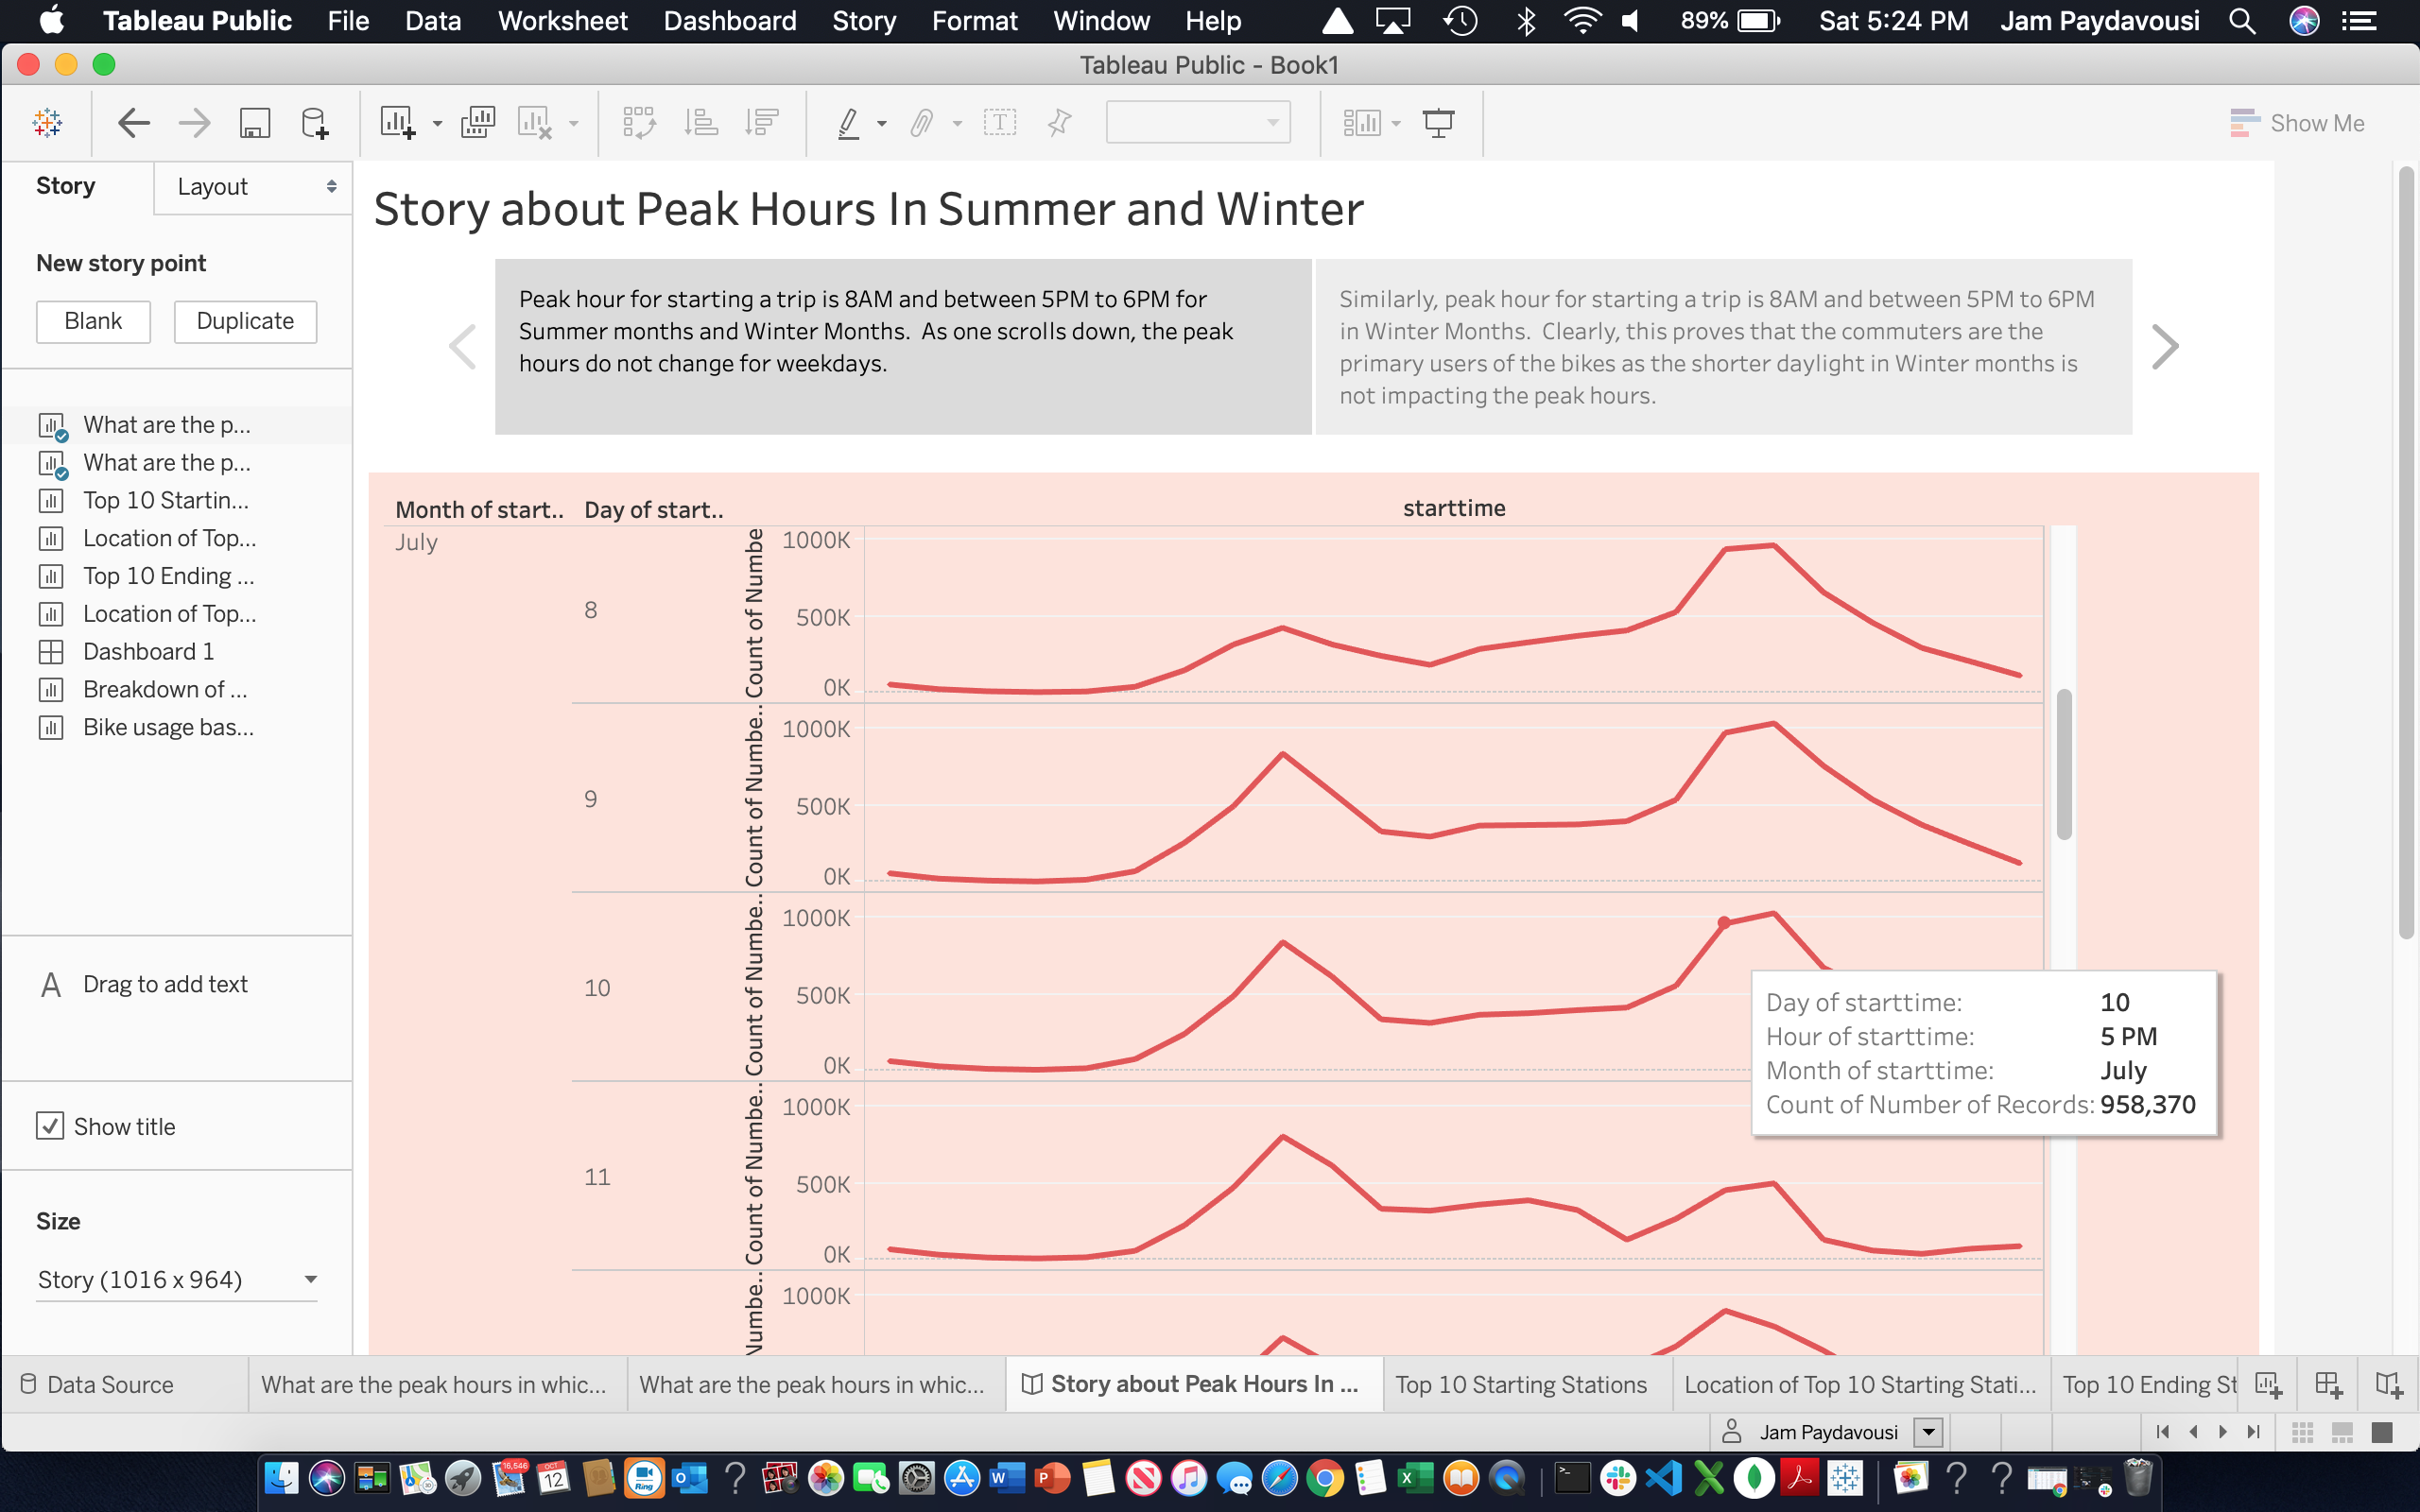 Tableau Public File Data Worksheet Dashboard Story Format Window Help 89% Sat 5:24 PM Jam Paydavousi
Tableau Public - Book1
Show Me
Story Layout
Story about Peak Hours In Summer and Winter
New story point
Blank Duplicate
Peak hour for starting a trip is 8AM and between 5PM to 6PM for
Summer months and Winter Months. As one scrolls down, the peak
hours do not change for weekdays.
Similarly, peak hour for starting a trip is 8AM and between 5PM to 6PM
in Winter Months. Clearly, this proves that the commuters are the
primary users of the bikes as the shorter daylight in Winter months is
not impacting the peak hours.
What are the p...
What are the p...
Top 10 Startin...
Location of Top...
Top 10 Ending ...
Location of Top...
Dashboard 1
Breakdown of ...
Bike usage bas...
A Drag to add text
Show title
Size
Story (1016 x 964)
Month of start.. Day of start.. starttime
July
8
Count of Numbe
1000K
500K
0K
9
Count of Numbe..
1000K
500K
0K
10
Count of Numbe..
1000K
500K
0K
11
Count of Numbe..
1000K
500K
0K
Numbe..
1000K
Day of starttime: 10
Hour of starttime: 5 PM
Month of starttime: July
Count of Number of Records: 958,370
Data Source What are the peak hours in whic... What are the peak hours in whic... Story about Peak Hours In ... Top 10 Starting Stations Location of Top 10 Starting Stati... Top 10 Ending St
Jam Paydavousi
16,546
OCT
12
Ring